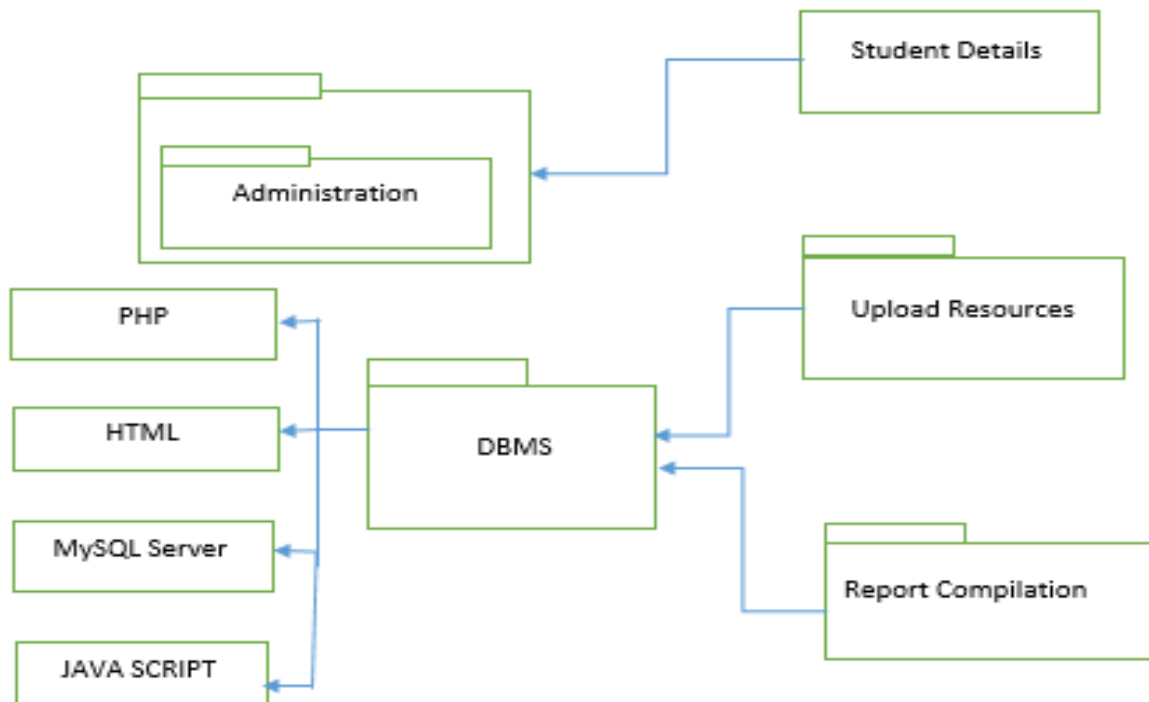 Student Details
Administration
Upload Resources
PHP
HTML
DBMS
MySQL Server
Report Compilation
JAVA SCRIPT